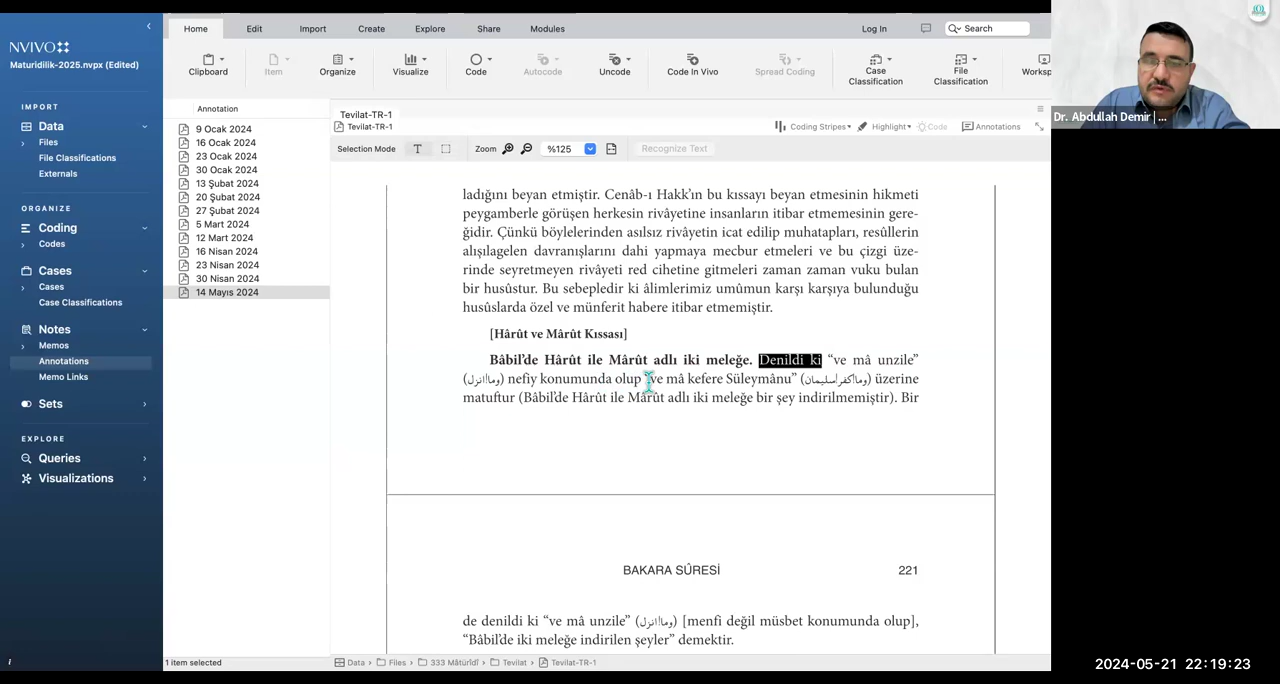 NVIVO
Maturidilik-2025.nvpx (Edited)
IMPORT
Data
Files
File Classifications
Externals
ORGANIZE
Coding
Codes
Cases
Cases
Case Classifications
Notes
Memos
Annotations
Memo Links
Sets
EXPLORE
Queries
Visualizations
Home Edit Import Create Explore Share Modules Log In Search
Clipboard Item Organize Visualize Code Autocode Uncode Code In Vivo Spread Coding Case Classification File Classification Worksp
Annotation
9 Ocak 2024
16 Ocak 2024
23 Ocak 2024
30 Ocak 2024
13 Şubat 2024
20 Şubat 2024
27 Şubat 2024
5 Mart 2024
12 Mart 2024
16 Nisan 2024
23 Nisan 2024
30 Nisan 2024
14 Mayıs 2024
1 item selected
Tevilat-TR-1
Tevilat-TR-1 Coding Stripes Highlight Code Annotations
Selection Mode T Zoom %125 Recognize Text
ladığını beyan etmiştir. Cenâb-ı Hakk'ın bu kıssayı beyan etmesinin hikmeti
peygamberle görüşen herkesin rivâyetine insanların itibar etmemesinin gere-
ğidir. Çünkü böylelerinden asılsız rivâyetin icat edilip muhatapları, resûllerin
alışılagelen davranışlarını dahi yapmaya mecbur etmeleri ve bu çizgi üze-
rinde seyretmeyen rivâyeti red cihetine gitmeleri zaman zaman vuku bulan
bir husûstur. Bu sebepledir ki âlimlerimiz umûmun karşı karşıya bulunduğu
husûslarda özel ve münferit habere itibar etmemiştir.
[Hârût ve Mârût Kıssası]
Bâbil'de Hârût ile Mârût adlı iki meleğe. Denildi ki “ve mâ unzile”
(وما انزل) nefiy konumunda olup “ve mâ kefere Süleymânu” (وما كفر سليمان) üzerine
matuftur (Bâbil'de Hârût ile Mârût adlı iki meleğe bir şey indirilmemiştir). Bir
BAKARA SÛRESİ 221
de denildi ki “ve mâ unzile” (وما انزل) [menfi değil müsbet konumunda olup],
“Bâbil'de iki meleğe indirilen şeyler” demektir.
Data > Files > 333 Mâtürîdî > Tevilat > Tevilat-TR-1
Dr. Abdullah Demir | ...
2024-05-21 22:19:23